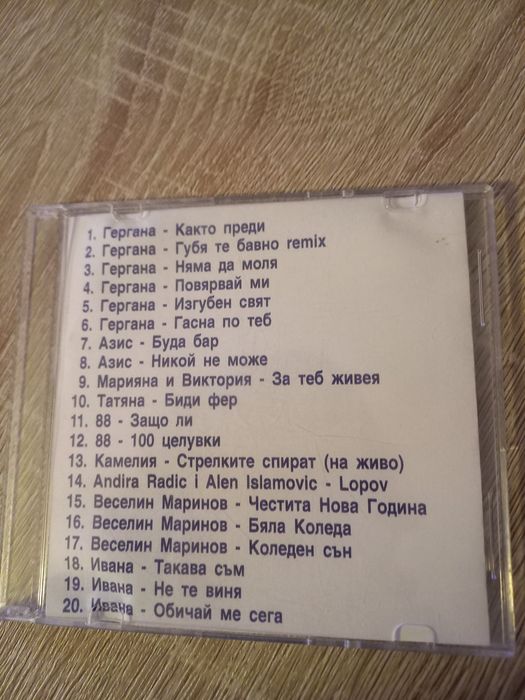 1. Гергана - Както преди
2. Гергана - Губя те бавно remix
3. Гергана - Няма да моля
4. Гергана - Повярвай ми
5. Гергана - Изгубен свят
6. Гергана - Гасна по теб
7. Азис - Буда бар
8. Азис - Никой не може
9. Марияна и Виктория - За теб живея
10. Татяна - Биди фер
11. 88 - Защо ли
12. 88 - 100 целувки
13. Камелия - Стрелките спират (на живо)
14. Andira Radic i Alen Islamovic - Lopov
15. Веселин Маринов - Честита Нова Година
16. Веселин Маринов - Бяла Коледа
17. Веселин Маринов - Коледен сън
18. Ивана - Такава съм
19. Ивана - Не те виня
20. Ивана - Обичай ме сега